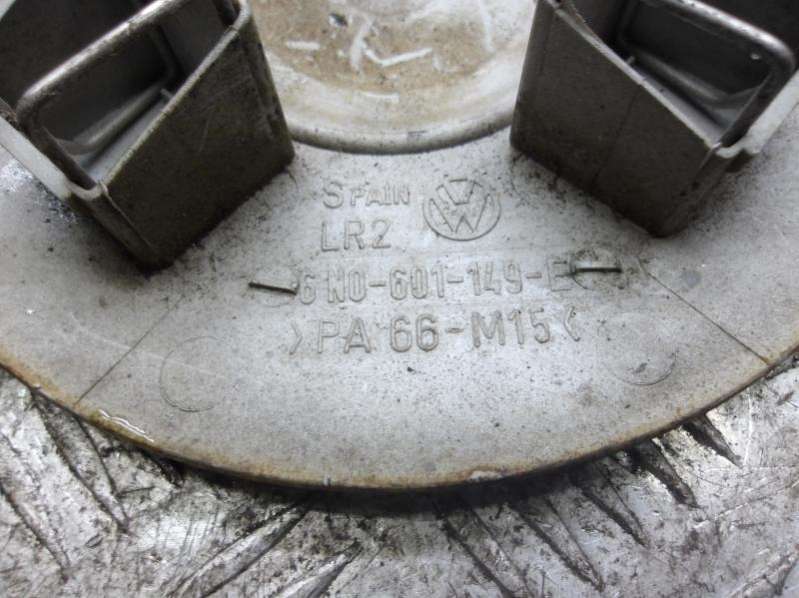 SPAIN
LR2
6N0-601-149-E
>PA 66-M15<